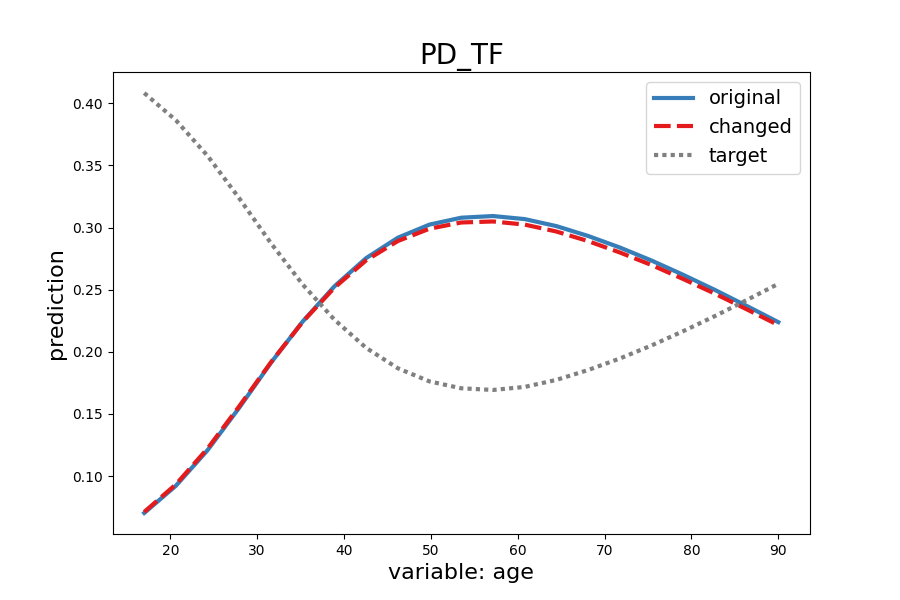 PD_TF
original
changed
target
0.40
0.35
0.30
0.25
0.20
0.15
0.10
prediction
20 30 40 50 60 70 80 90
variable: age